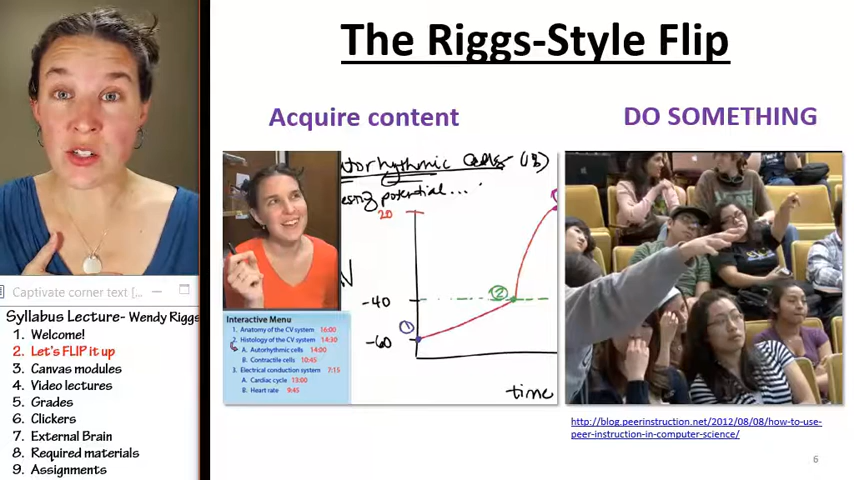 The Riggs-Style Flip
Acquire content
DO SOMETHING
potential...
20
②
-40
①
-60
time
Interactive Menu
1. Anatomy of the CV system 16:00
2. Histology of the CV system 14:30
A. Autorhythmic cells 14:00
B. Contractile cells 10:45
3. Electrical conduction system 7:15
A. Cardiac cycle 13:00
B. Heart rate 9:45
http://blog.peerinstruction.net/2012/08/08/how-to-use-
peer-instruction-in-computer-science/
6
Captivate corner text [...
Syllabus Lecture- Wendy Riggs
1. Welcome!
2. Let's FLIP it up
3. Canvas modules
4. Video lectures
5. Grades
6. Clickers
7. External Brain
8. Required materials
9. Assignments